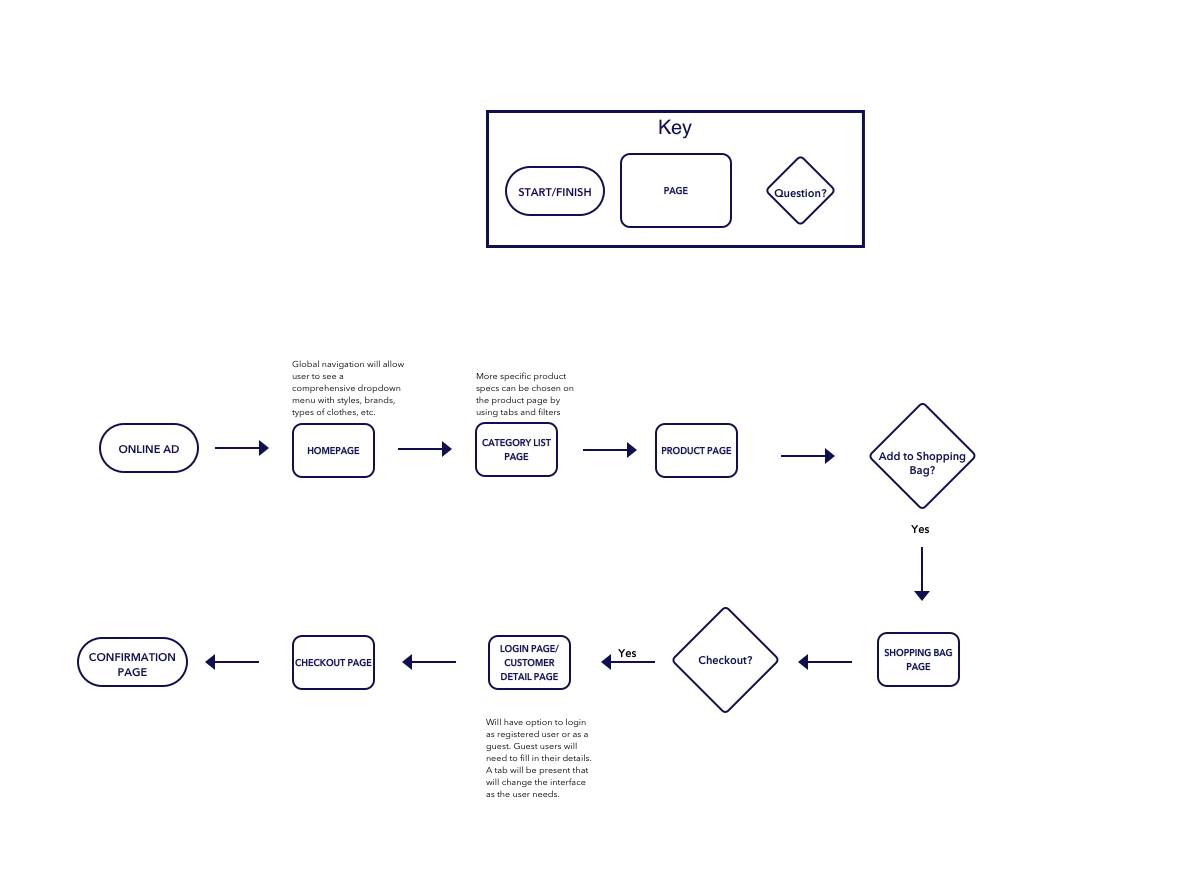 Key
START/FINISH
PAGE
Question?
Global navigation will allow
user to see a
comprehensive dropdown
menu with styles, brands,
types of clothes, etc.
More specific product
specs can be chosen on
the product page by
using tabs and filters
ONLINE AD
HOMEPAGE
CATEGORY LIST
PAGE
PRODUCT PAGE
Add to Shopping
Bag?
Yes
SHOPPING BAG
PAGE
Checkout?
Yes
LOGIN PAGE/
CUSTOMER
DETAIL PAGE
CHECKOUT PAGE
CONFIRMATION
PAGE
Will have option to login
as registered user or as a
guest. Guest users will
need to fill in their details.
A tab will be present that
will change the interface
as the user needs.